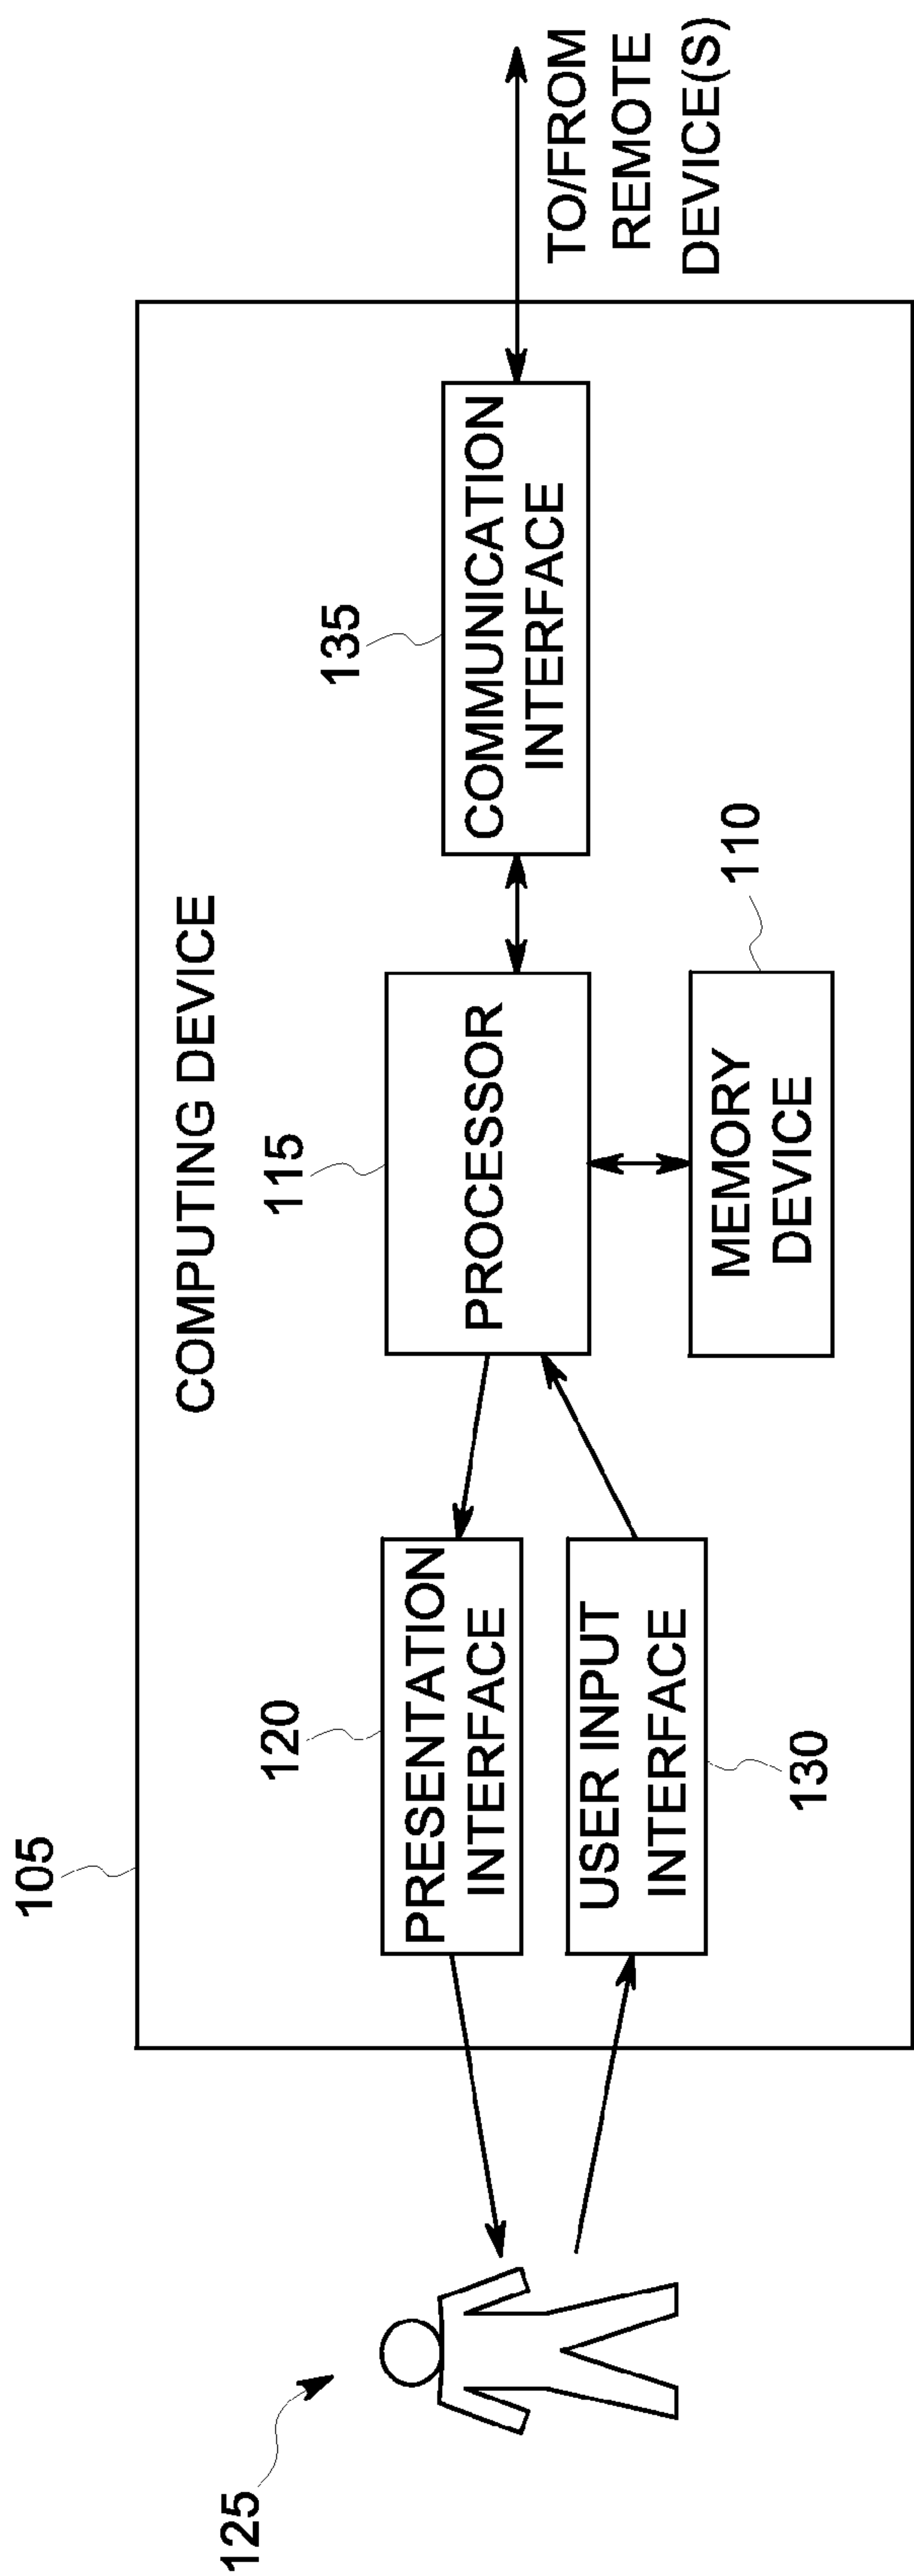 105
COMPUTING DEVICE
120
115
135
125
PRESENTATION
INTERFACE
PROCESSOR
COMMUNICATION
INTERFACE
TO/FROM
REMOTE
DEVICE(S)
USER INPUT
INTERFACE
130
MEMORY
DEVICE
110